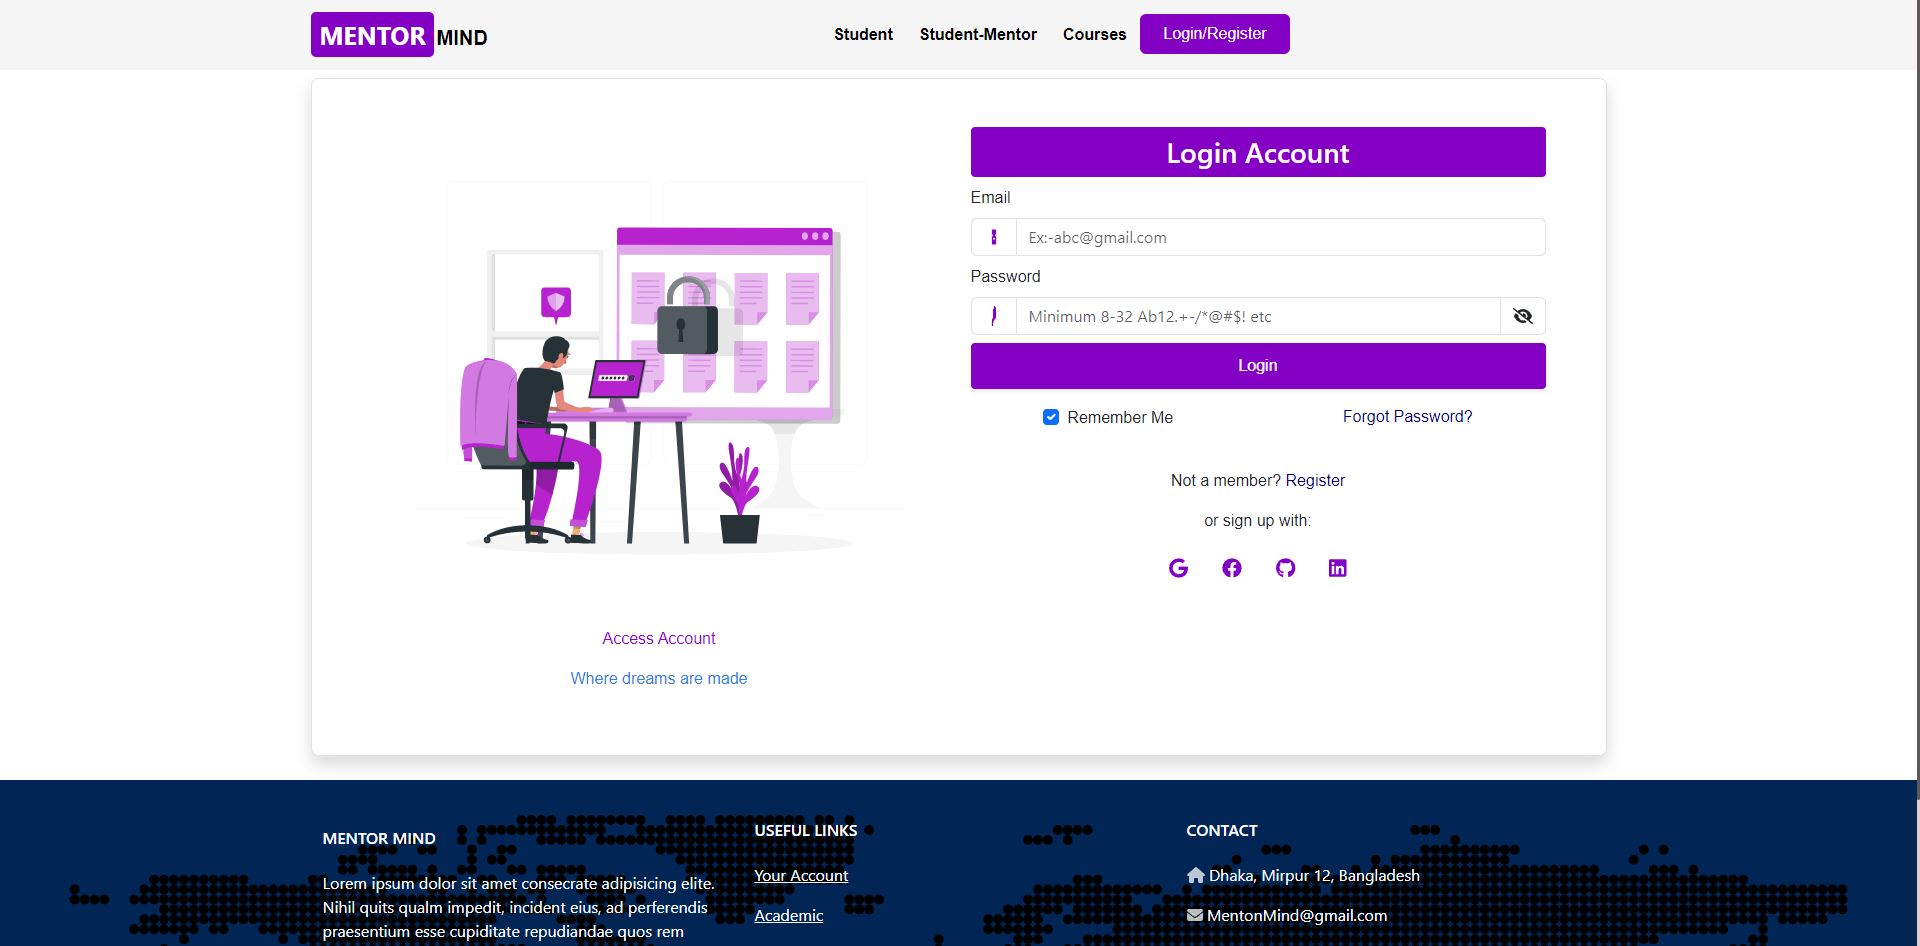 MENTOR MIND
Student Student-Mentor Courses Login/Register
Login Account
Email
Ex:-abc@gmail.com
Password
Minimum 8-32 Ab12.+-/*@#$! etc
Login
Remember Me Forgot Password?
Not a member? Register
or sign up with:
Access Account
Where dreams are made
MENTOR MIND
Lorem ipsum dolor sit amet consecrate adipisicing elite.
Nihil quits qualm impedit, incident eius, ad perferendis
praesentium esse cupiditate repudiandae quos rem
USEFUL LINKS
Your Account
Academic
CONTACT
Dhaka, Mirpur 12, Bangladesh
MentonMind@gmail.com